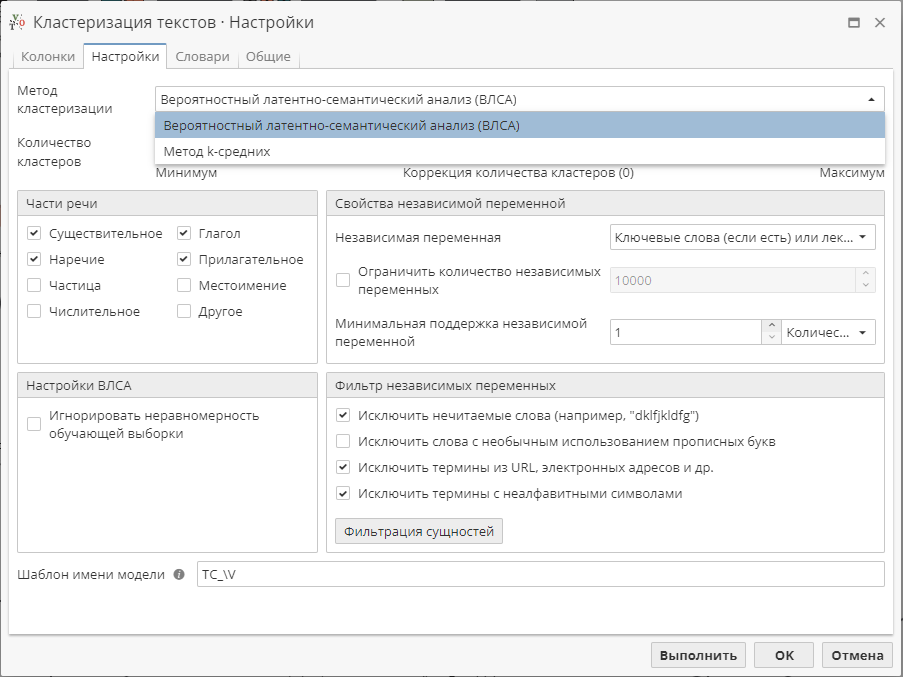 Кластеризация текстов · Настройки
Колонки Настройки Словари Общие
Метод
кластеризации
Вероятностный латентно-семантический анализ (ВЛСА)
Вероятностный латентно-семантический анализ (ВЛСА)
Метод k-средних
Количество
кластеров
Минимум Коррекция количества кластеров (0) Максимум
Части речи
Существительное Глагол
Наречие Прилагательное
Частица Местоимение
Числительное Другое
Свойства независимой переменной
Независимая переменная Ключевые слова (если есть) или лек...
Ограничить количество независимых
переменных
10000
Минимальная поддержка независимой
переменной
1 Количес...
Настройки ВЛСА
Игнорировать неравномерность
обучающей выборки
Фильтр независимых переменных
Исключить нечитаемые слова (например, "dklfjkldfg")
Исключить слова с необычным использованием прописных букв
Исключить термины из URL, электронных адресов и др.
Исключить термины с неалфавитными символами
Фильтрация сущностей
Шаблон имени модели TC_\V
Выполнить OK Отмена